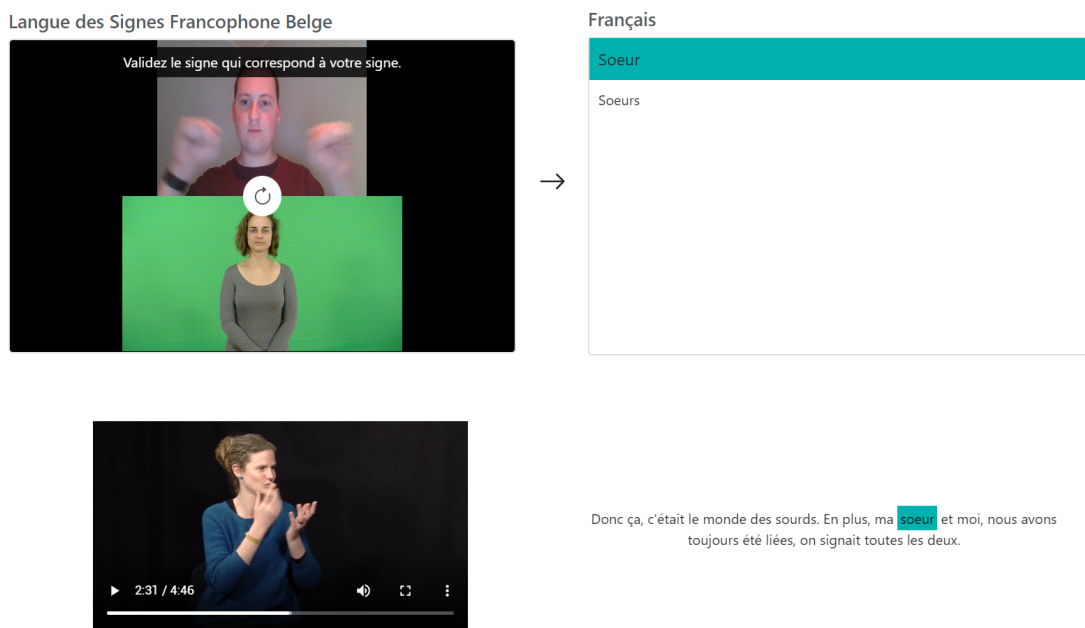 Langue des Signes Francophone Belge
Validez le signe qui correspond à votre signe.
Français
Soeur
Soeurs
2:31 / 4:46
Donc ça, c'était le monde des sourds. En plus, ma soeur et moi, nous avons
toujours été liées, on signait toutes les deux.